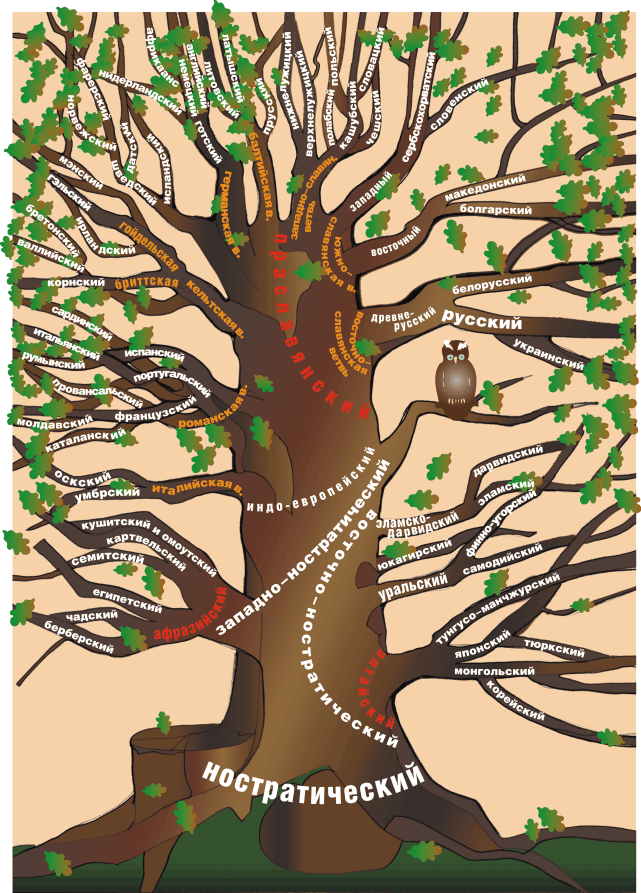 норвежский
фарерский
нидерландский
африкаанс
немецкий
английский
готский
литовский
латышский
прусский
нижнелужицкий
верхнелужицкий
полабский
польский
кашубский
словацкий
чешский
сербскохорватский
словенский
датский
шведский
исландский
германская в.
балтийская в.
западно-славян.
ветвь
южно-
славянская в.
западный
восточный
македонский
болгарский
мэнский
гэльский
ирландский
бретонский
валлийский
корнский
гойдельская
бриттская
кельтская в.
праславянский
восточно-
славянская
ветвь
древне-
русский
белорусский
русский
украинский
сардинский
итальянский
румынский
испанский
португальский
провансальский
французский
молдавский
каталанский
романская в.
оскский
умбрский
италийская в.
индо-европейский
западно-ностратический
восточно-ностратический
дарвидский
эламский
эламско-
дарвидский
финно-угорский
юкагирский
самодийский
уральский
кушитский и омоутский
картвельский
семитский
египетский
чадский
берберский
афразийский
тунгусо-манчжурский
японский
тюркский
монгольский
корейский
алтайский
ностратический